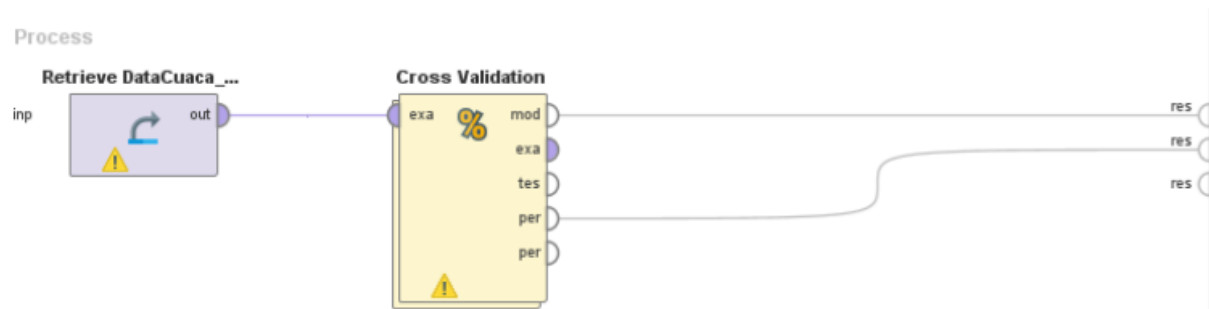 Process
Retrieve DataCuaca_...
Cross Validation
inp
out
exa
%
mod
exa
tes
per
per
res
res
res